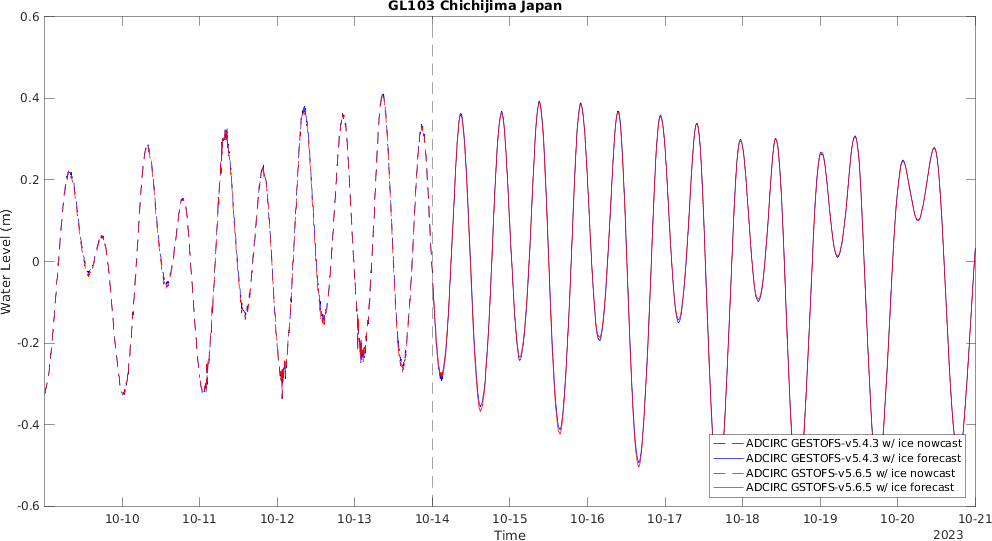 GL103 Chichijima Japan
0.6
0.4
0.2
0
-0.2
-0.4
-0.6
Water Level (m)
10-10
10-11
10-12
10-13
10-14
10-15
10-16
10-17
10-18
10-19
10-20
10-21
Time
2023
ADCIRC GESTOFS-v5.4.3 w/ ice nowcast
ADCIRC GESTOFS-v5.4.3 w/ ice forecast
ADCIRC GSTOFS-v5.6.5 w/ ice nowcast
ADCIRC GSTOFS-v5.6.5 w/ ice forecast